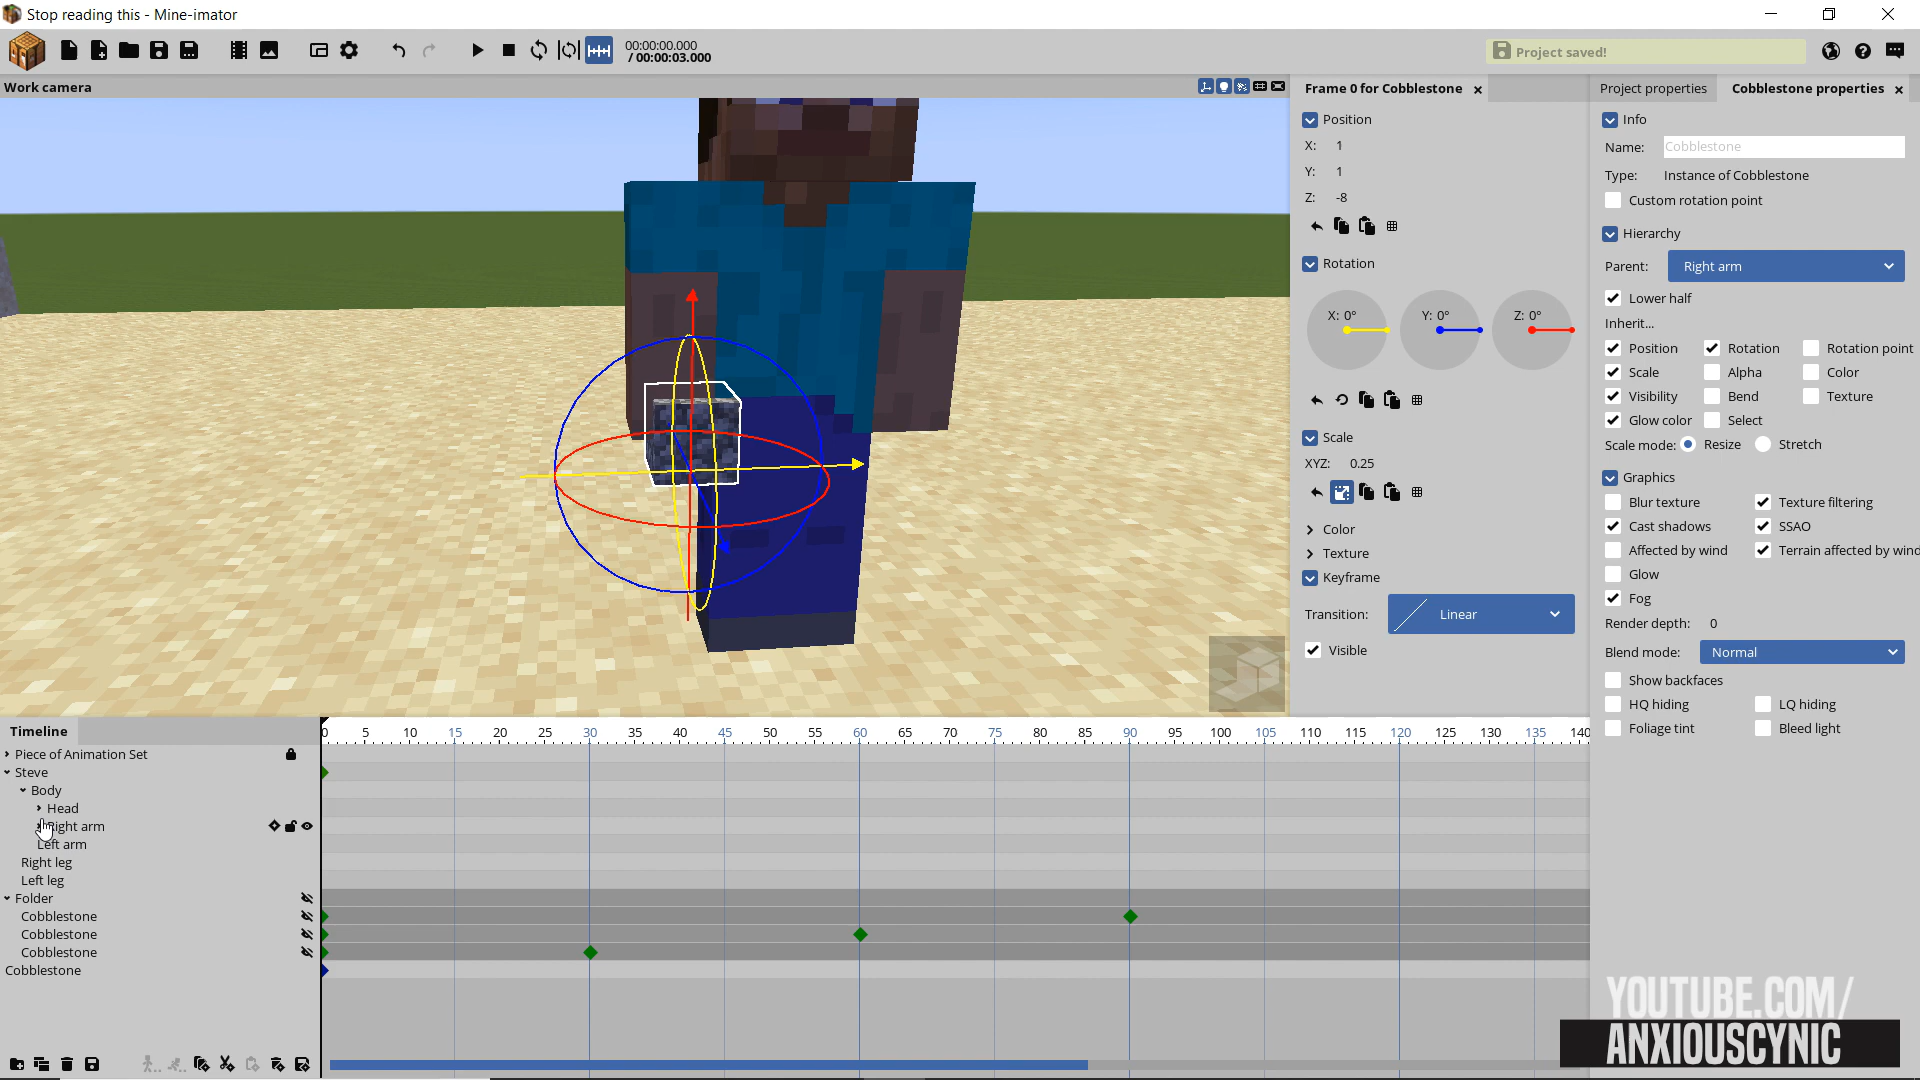 Stop reading this - Mine-imator
00:00:00.000
/ 00:00:03.000
Project saved!
Work camera
Frame 0 for Cobblestone
Position
X: 1
Y: 1
Z: -8
Rotation
X: 0° Y: 0° Z: 0°
Scale
XYZ: 0.25
Color
Texture
Keyframe
Transition: Linear
Visible
Project properties Cobblestone properties
Info
Name: Cobblestone
Type: Instance of Cobblestone
Custom rotation point
Hierarchy
Parent: Right arm
Lower half
Inherit...
Position Rotation Rotation point
Scale Alpha Color
Visibility Bend Texture
Glow color Select
Scale mode: Resize Stretch
Graphics
Blur texture Texture filtering
Cast shadows SSAO
Affected by wind Terrain affected by wind
Glow
Fog
Render depth: 0
Blend mode: Normal
Show backfaces
HQ hiding LQ hiding
Foliage tint Bleed light
Timeline
0 5 10 15 20 25 30 35 40 45 50 55 60 65 70 75 80 85 90 95 100 105 110 115 120 125 130 135 140
Piece of Animation Set
Steve
Body
Head
Right arm
Left arm
Right leg
Left leg
Folder
Cobblestone
Cobblestone
Cobblestone
Cobblestone
YOUTUBE.COM/
ANXIOUSCYNIC